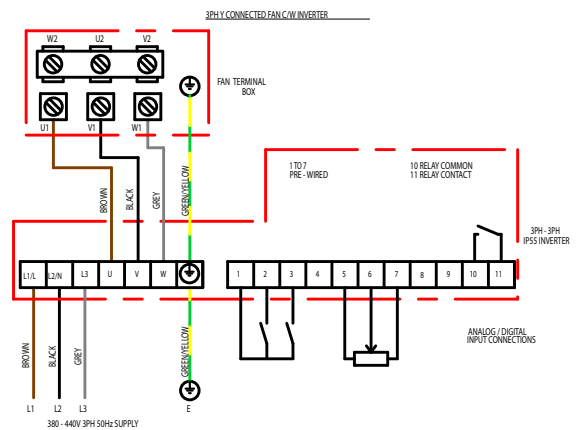 3PH Y CONNECTED FAN C/W INVERTER
W2 U2 V2
FAN TERMINAL
BOX
U1 V1 W1
1 TO 7
PRE - WIRED
10 RELAY COMMON
11 RELAY CONTACT
BROWN
BLACK
GREY
GREEN/YELLOW
3PH - 3PH
IP55 INVERTER
L1/L L2/N L3 U V W
1 2 3 4 5 6 7 8 9 10 11
ANALOG / DIGITAL
INPUT CONNECTIONS
BROWN
BLACK
GREY
GREEN/YELLOW
L1 L2 L3 E
380 - 440V 3PH 50Hz SUPPLY